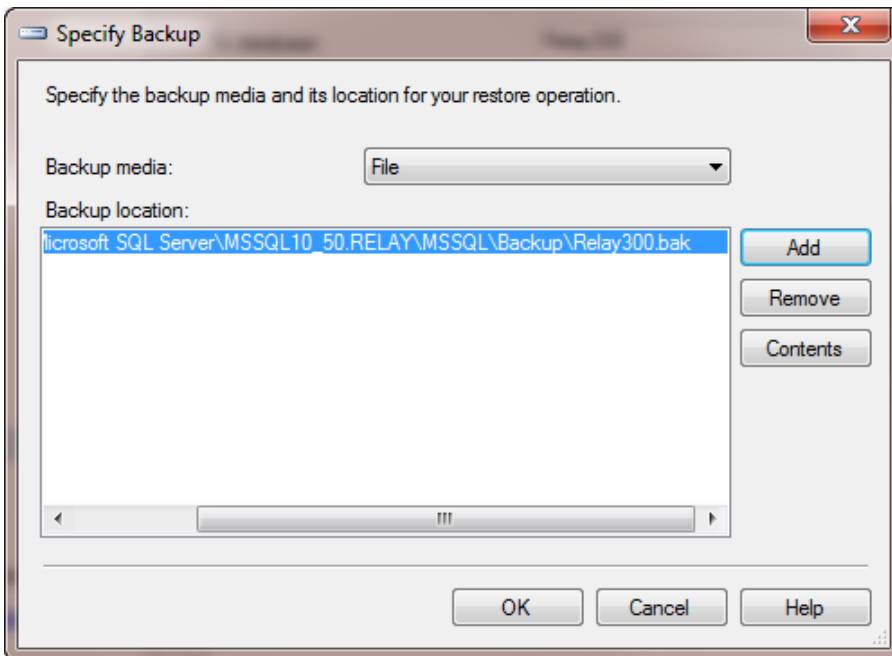 Specify Backup
Specify the backup media and its location for your restore operation.
Backup media:
File
Backup location:
licrosoft SQL Server\MSSQL10_50.RELAY\MSSQL\Backup\Relay300.bak
Add
Remove
Contents
OK
Cancel
Help